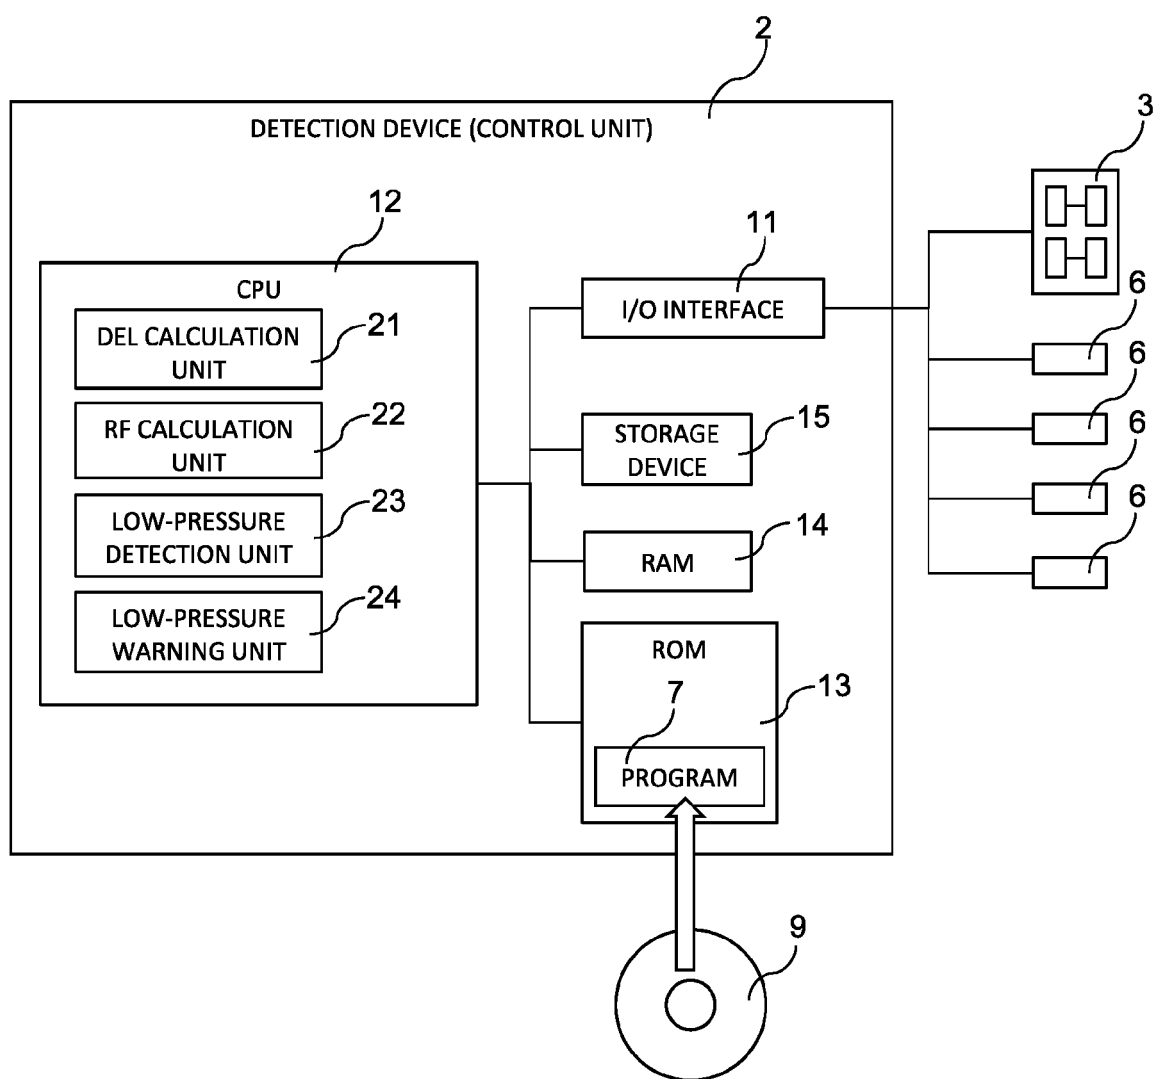 2
DETECTION DEVICE (CONTROL UNIT)
3
12
CPU
11
I/O INTERFACE
DEL CALCULATION
UNIT
21
RF CALCULATION
UNIT
22
LOW-PRESSURE
DETECTION UNIT
23
LOW-PRESSURE
WARNING UNIT
24
STORAGE
DEVICE
15
RAM
14
ROM
13
7
PROGRAM
6
6
6
6
9